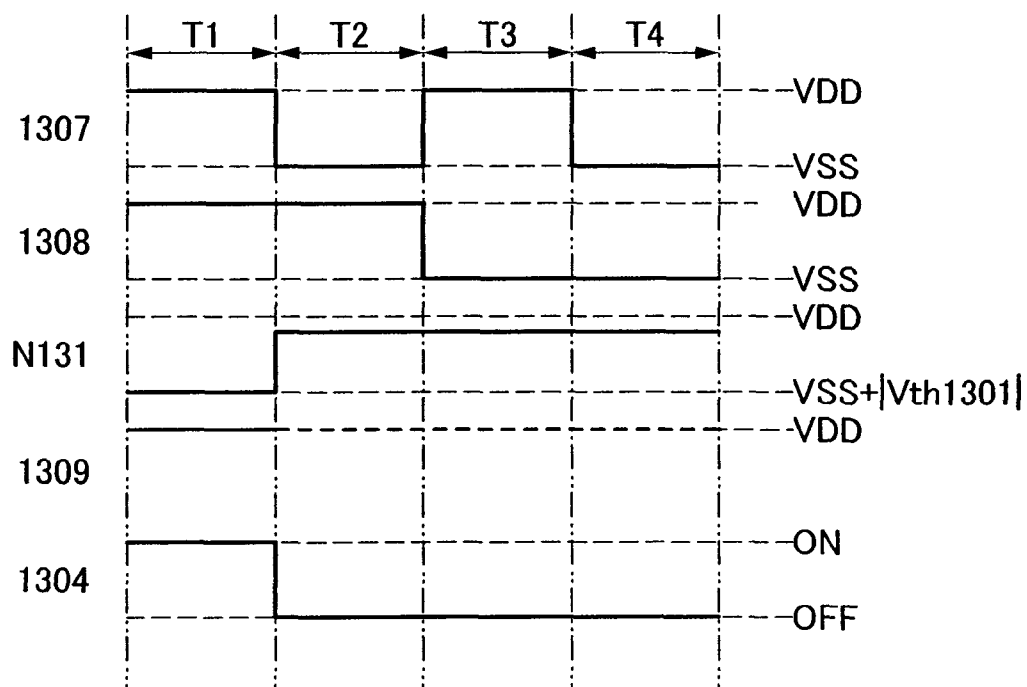 T1 T2 T3 T4
1307 VDD
VSS
1308 VDD
VSS
N131 VDD
VSS+|Vth1301|
1309 VDD
1304 ON
OFF